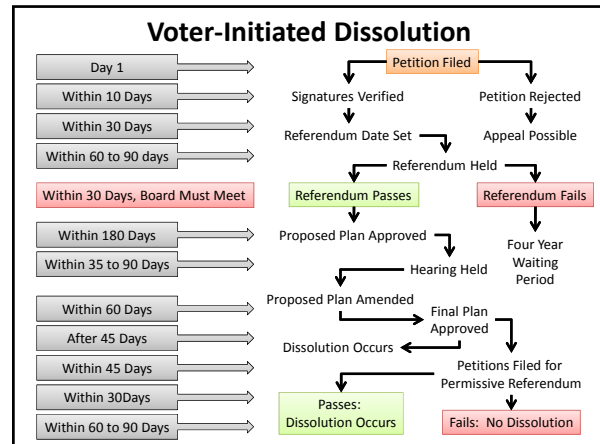 Voter-Initiated Dissolution
Day 1
Petition Filed
Within 10 Days
Signatures Verified
Petition Rejected
Within 30 Days
Referendum Date Set
Appeal Possible
Within 60 to 90 days
Referendum Held
Within 30 Days, Board Must Meet
Referendum Passes
Referendum Fails
Within 180 Days
Proposed Plan Approved
Four Year
Waiting
Period
Within 35 to 90 Days
Hearing Held
Within 60 Days
Proposed Plan Amended
Final Plan
Approved
After 45 Days
Dissolution Occurs
Within 45 Days
Petitions Filed for
Permissive Referendum
Within 30Days
Passes:
Dissolution Occurs
Within 60 to 90 Days
Fails: No Dissolution